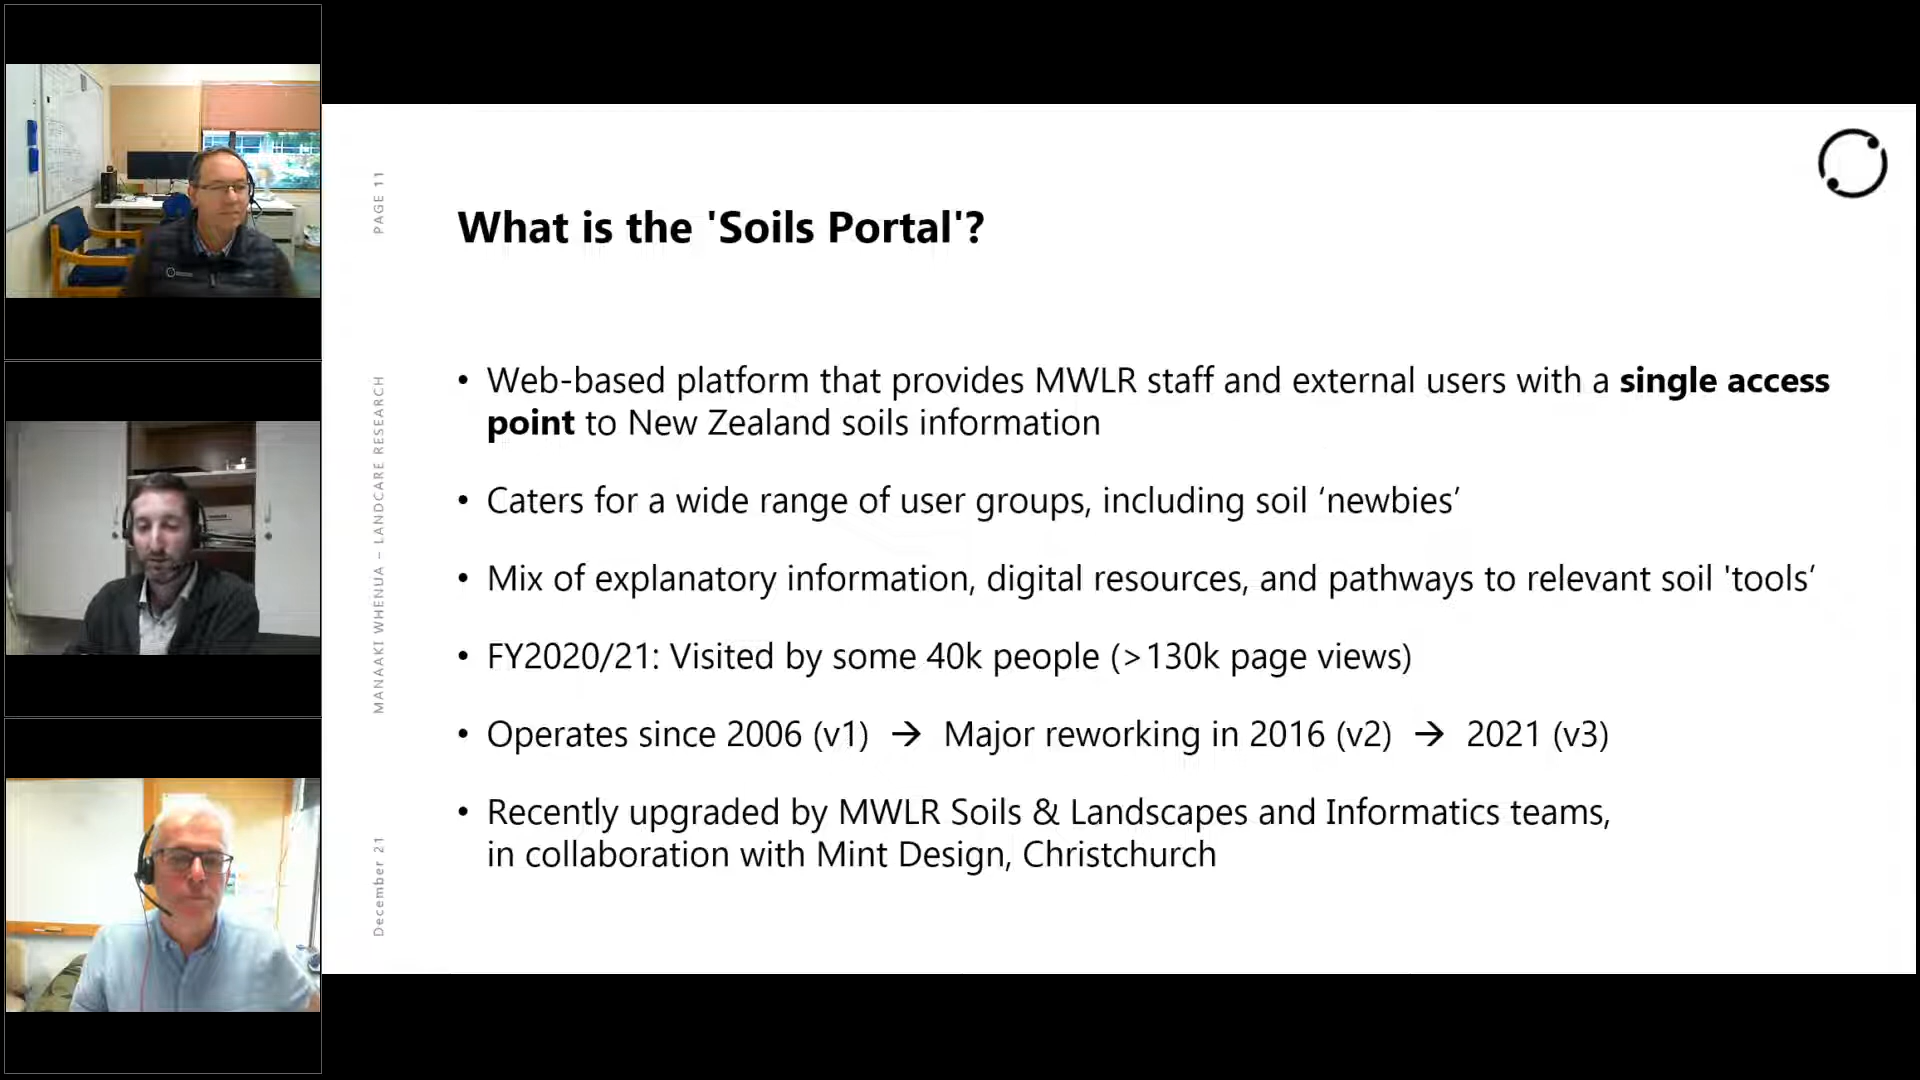 PAGE 11
What is the 'Soils Portal'?
• Web-based platform that provides MWLR staff and external users with a single access
point to New Zealand soils information
• Caters for a wide range of user groups, including soil ‘newbies’
• Mix of explanatory information, digital resources, and pathways to relevant soil 'tools’
• FY2020/21: Visited by some 40k people (>130k page views)
• Operates since 2006 (v1) → Major reworking in 2016 (v2) → 2021 (v3)
• Recently upgraded by MWLR Soils & Landscapes and Informatics teams,
in collaboration with Mint Design, Christchurch
MANAAKI WHENUA – LANDCARE RESEARCH
December 21